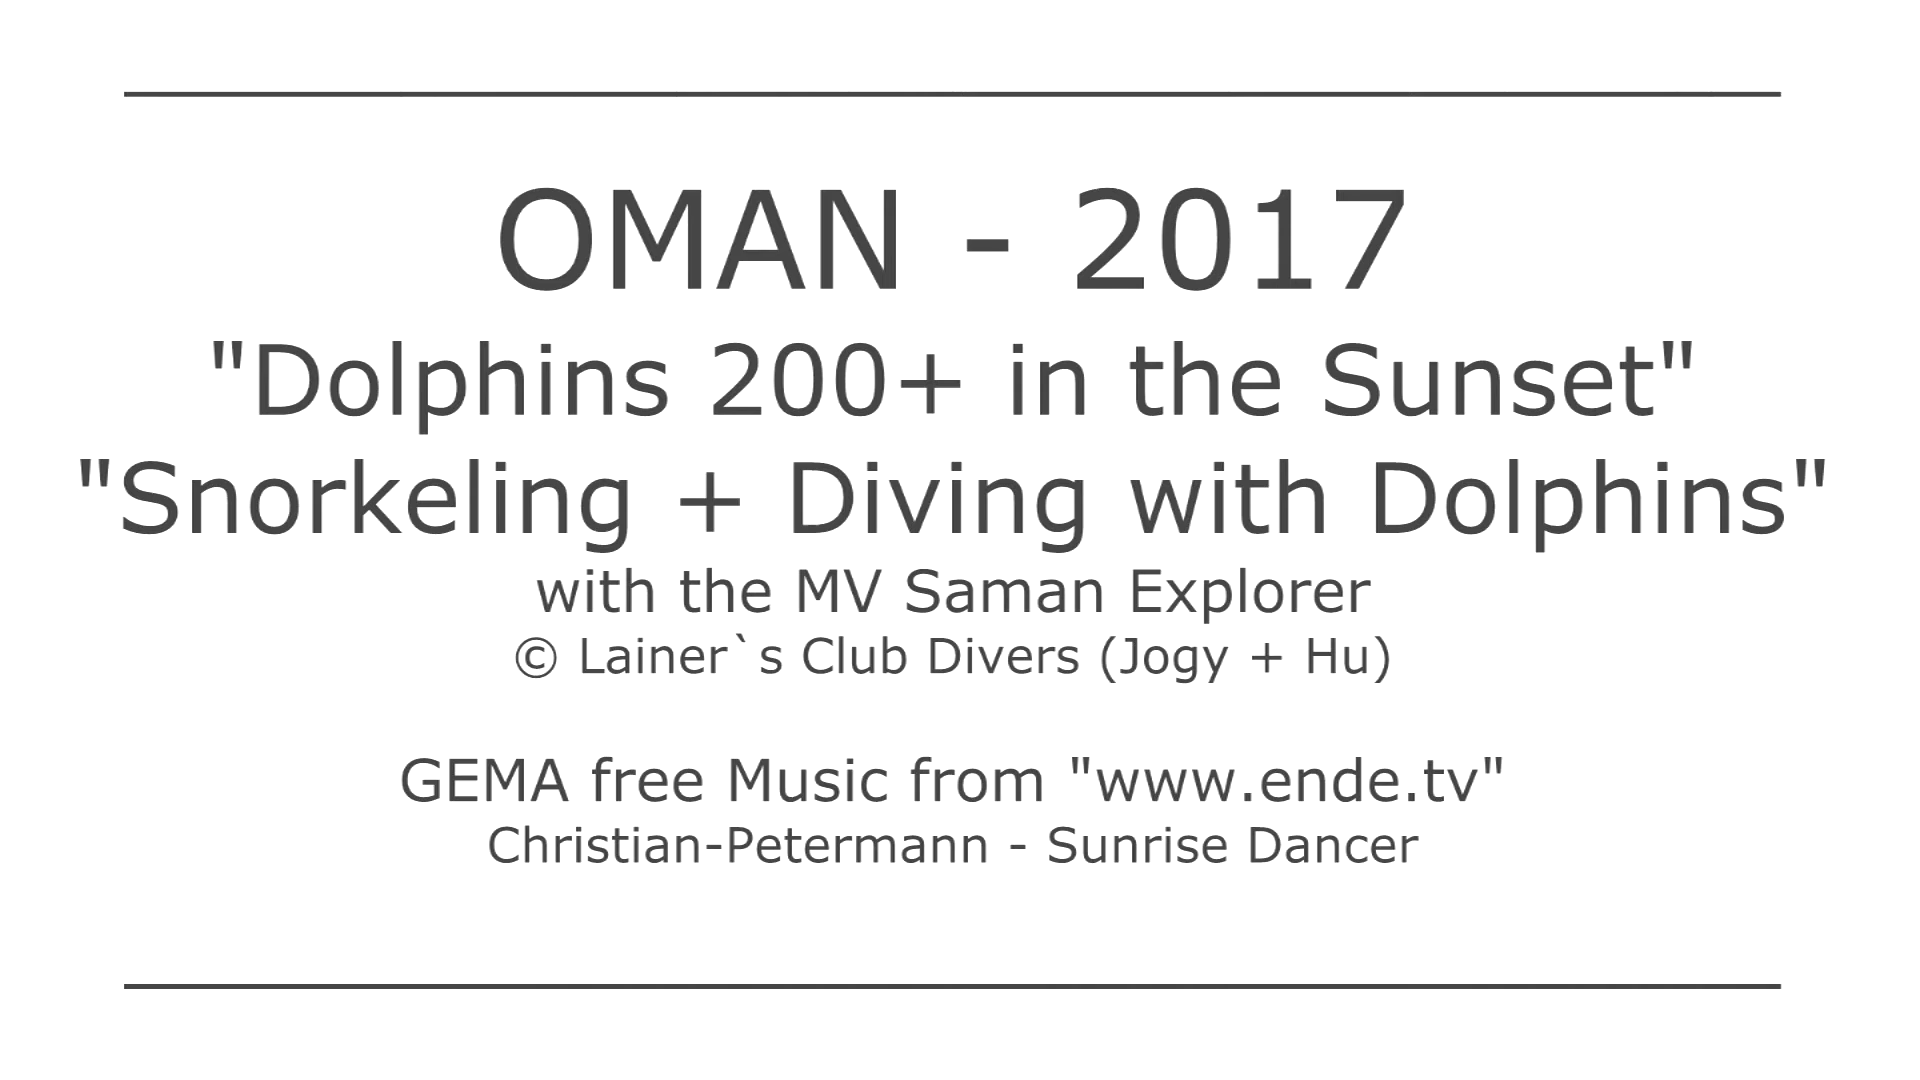 OMAN - 2017
"Dolphins 200+ in the Sunset"
"Snorkeling + Diving with Dolphins"
with the MV Saman Explorer
© Lainer`s Club Divers (Jogy + Hu)
GEMA free Music from "www.ende.tv"
Christian-Petermann - Sunrise Dancer